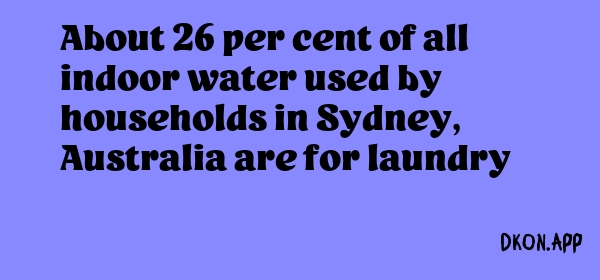 About 26 per cent of all
indoor water used by
households in Sydney,
Australia are for laundry
DKON.APP